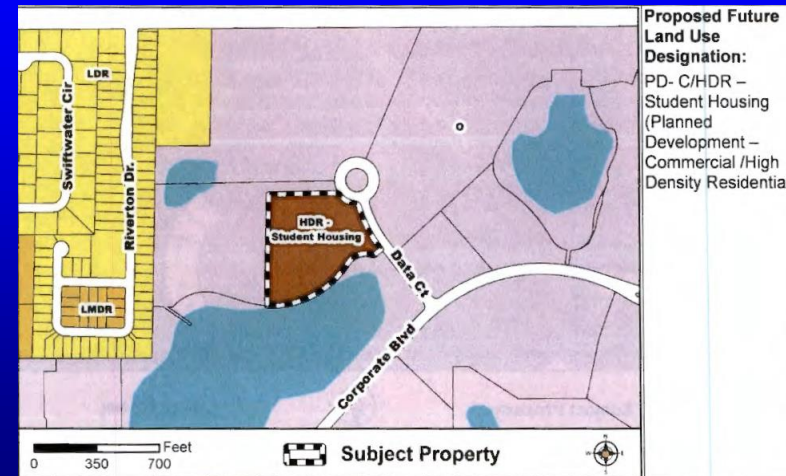 Proposed Future
Land Use
Designation:
PD- C/HDR –
Student Housing
(Planned
Development –
Commercial /High
Density Residentia
LDR
Swiftwater Cir
Riverton Dr.
O
HDR -
Student Housing
Data Ct
LMDR
Corporate Blvd
0 350 700
Feet
Subject Property
N
W E
S